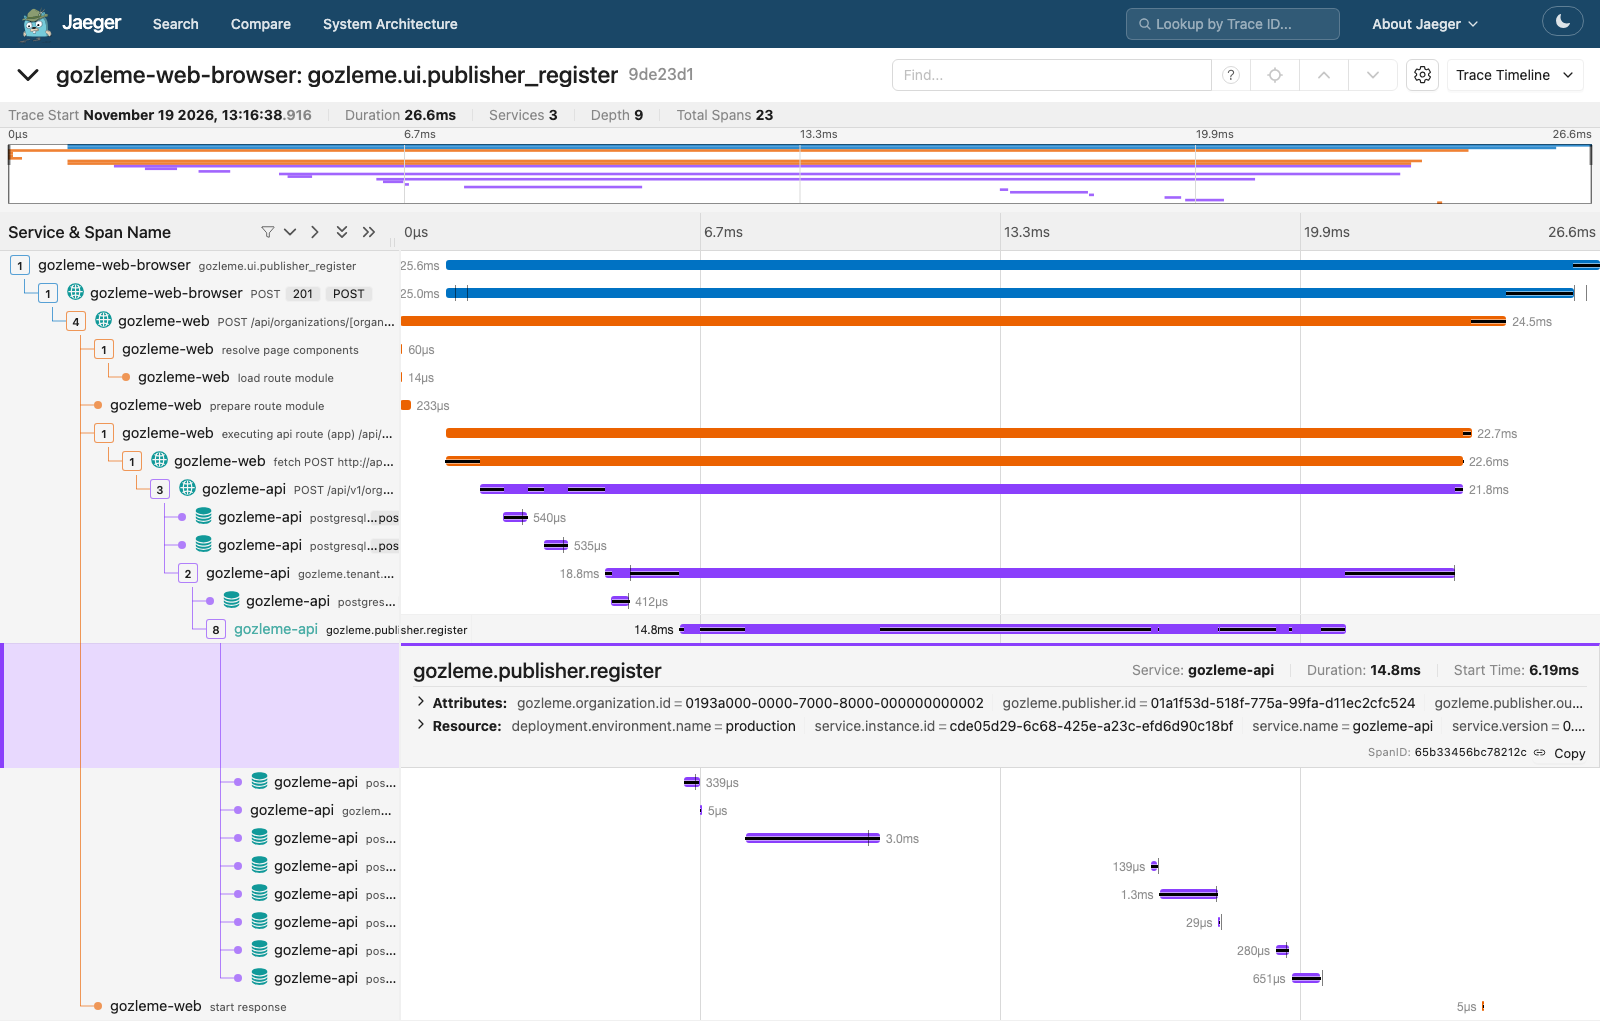 Jaeger Search Compare System Architecture Lookup by Trace ID... About Jaeger
gozleme-web-browser: gozleme.ui.publisher_register 9de23d1 Find... ? Trace Timeline
Trace Start November 19 2026, 13:16:38.916 Duration 26.6ms Services 3 Depth 9 Total Spans 23
0μs 6.7ms 13.3ms 19.9ms 26.6ms
Service & Span Name 0μs 6.7ms 13.3ms 19.9ms 26.6ms
1 gozleme-web-browser gozleme.ui.publisher_register 25.6ms
1 gozleme-web-browser POST 201 POST 25.0ms
4 gozleme-web POST /api/organizations/[organ... 24.5ms
1 gozleme-web resolve page components 60μs
gozleme-web load route module 14μs
gozleme-web prepare route module 233μs
1 gozleme-web executing api route (app) /api/... 22.7ms
1 gozleme-web fetch POST http://ap... 22.6ms
3 gozleme-api POST /api/v1/org... 21.8ms
gozleme-api postgresql...pos 540μs
gozleme-api postgresql...pos 535μs
2 gozleme-api gozleme.tenant.... 18.8ms
gozleme-api postgres... 412μs
8 gozleme-api gozleme.publisher.register 14.8ms
gozleme.publisher.register Service: gozleme-api Duration: 14.8ms Start Time: 6.19ms
Attributes: gozleme.organization.id = 0193a000-0000-7000-8000-000000000002 gozleme.publisher.id = 01a1f53d-518f-775a-99fa-d11ec2cfc524 gozleme.publisher.ou...
Resource: deployment.environment.name = production service.instance.id = cde05d29-6c68-425e-a23c-efd6d90c18bf service.name = gozleme-api service.version = 0....
SpanID: 65b33456bc78212c Copy
gozleme-api pos... 339μs
gozleme-api gozlem... 5μs
gozleme-api pos... 3.0ms
gozleme-api pos... 139μs
gozleme-api pos... 1.3ms
gozleme-api pos... 29μs
gozleme-api pos... 280μs
gozleme-api pos... 651μs
gozleme-web start response 5μs